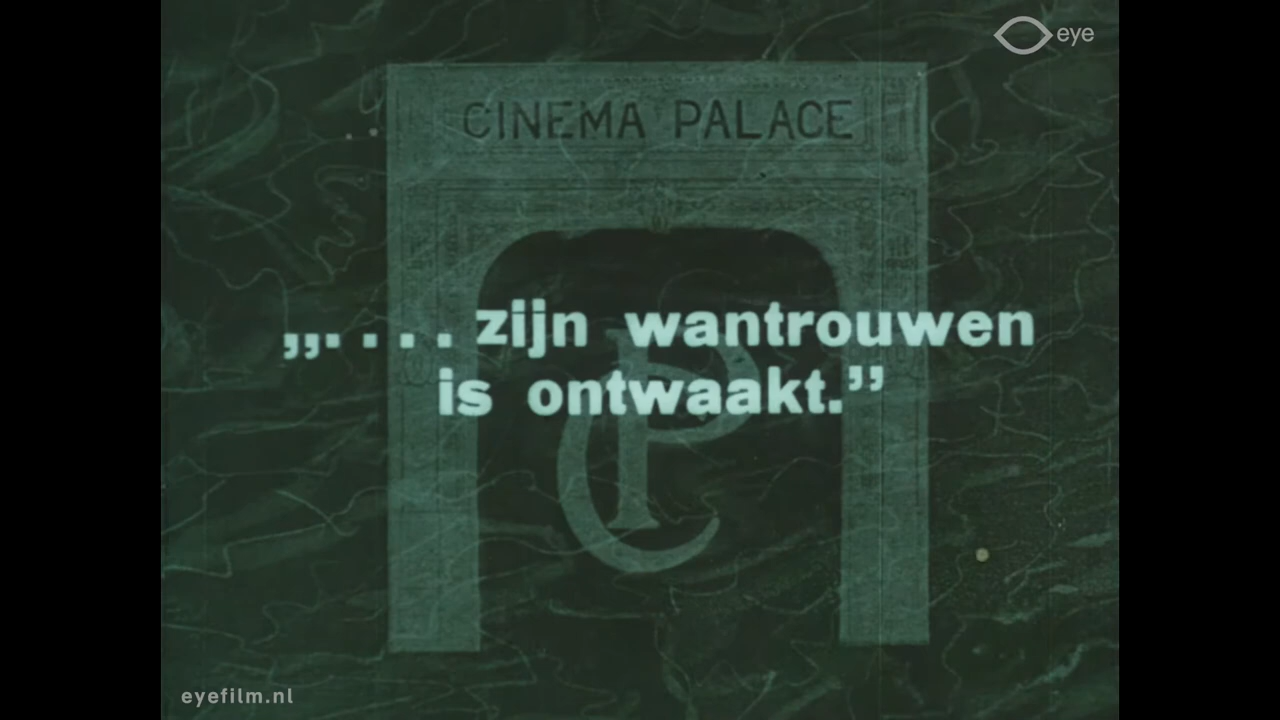 eye
CINEMA PALACE
„. . . . zijn wantrouwen
is ontwaakt.”
CP
eyefilm.nl